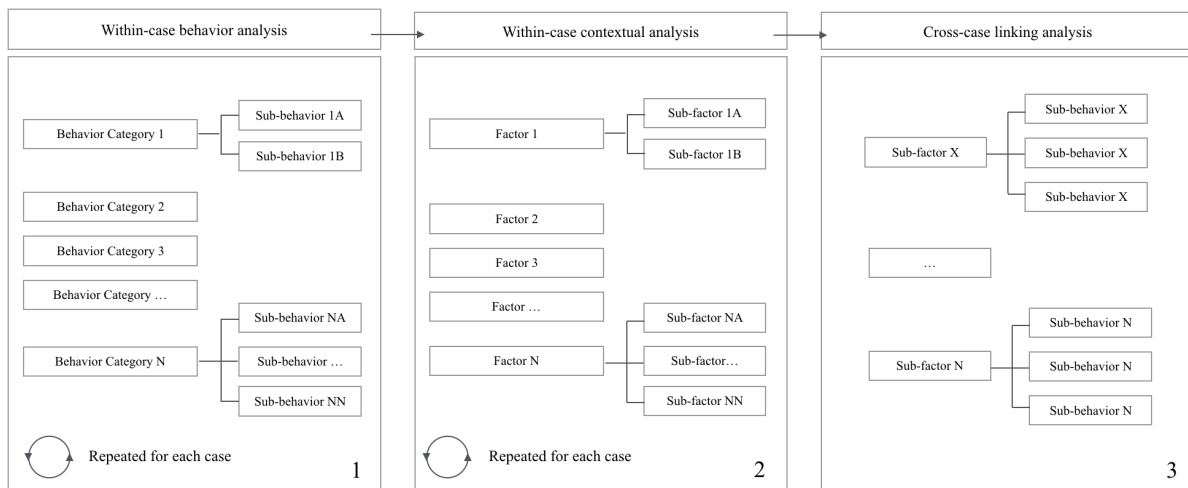 Within-case behavior analysis
Within-case contextual analysis
Cross-case linking analysis
Behavior Category 1
Sub-behavior 1A
Sub-behavior 1B
Behavior Category 2
Behavior Category 3
Behavior Category …
Behavior Category N
Sub-behavior NA
Sub-behavior …
Sub-behavior NN
Repeated for each case
1
Factor 1
Sub-factor 1A
Sub-factor 1B
Factor 2
Factor 3
Factor …
Factor N
Sub-factor NA
Sub-factor…
Sub-factor NN
Repeated for each case
2
Sub-factor X
Sub-behavior X
Sub-behavior X
Sub-behavior X
…
Sub-factor N
Sub-behavior N
Sub-behavior N
Sub-behavior N
3